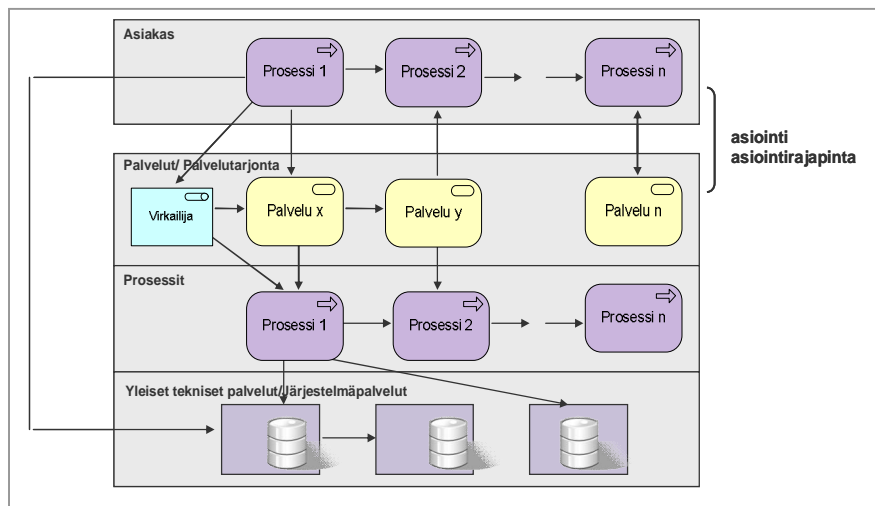 Asiakas
Prosessi 1
Prosessi 2
Prosessi n
asiointi
asiointirajapinta
Palvelut/ Palvelutarjonta
Virkailija
Palvelu x
Palvelu y
Palvelu n
Prosessit
Prosessi 1
Prosessi 2
Prosessi n
Yleiset tekniset palvelut/Järjestelmäpalvelut